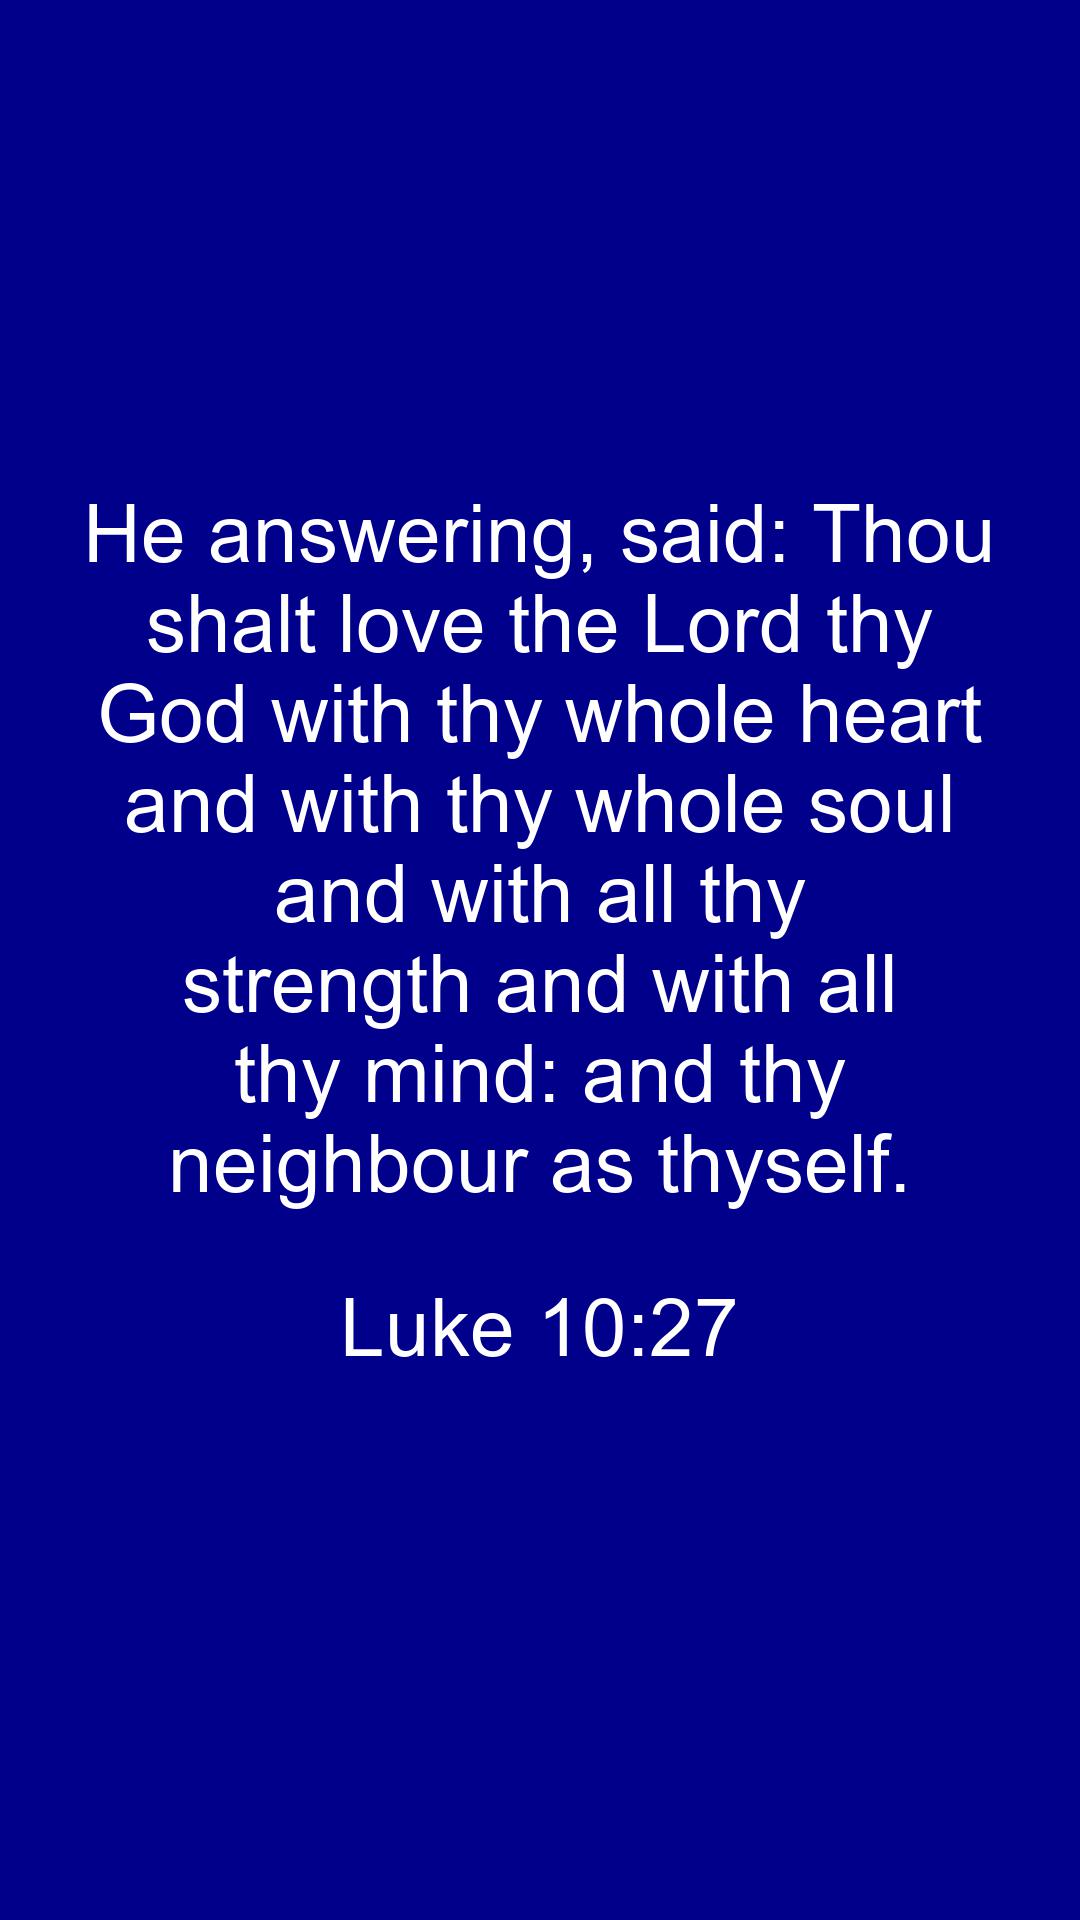 He answering, said: Thou
shalt love the Lord thy
God with thy whole heart
and with thy whole soul
and with all thy
strength and with all
thy mind: and thy
neighbour as thyself.
Luke 10:27